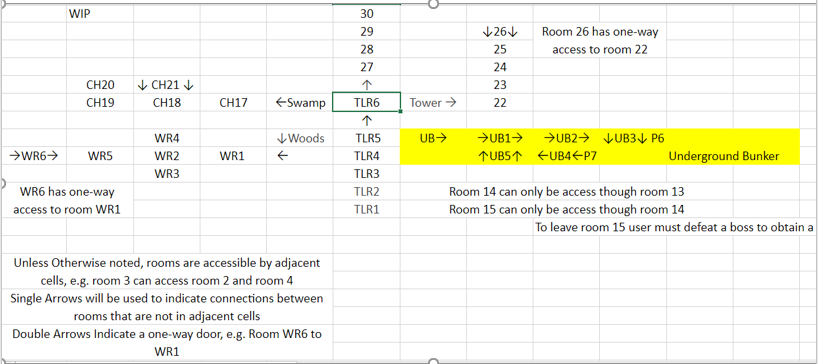 WIP 30
29 ↓26↓ Room 26 has one-way
28 25 access to room 22
27 24
CH20 ↓ CH21 ↓ ↑ 23
CH19 CH18 CH17 ←Swamp TLR6 Tower → 22
↑
WR4 ↓Woods TLR5 UB→ →UB1→ →UB2→ ↓UB3↓ P6
→WR6→ WR5 WR2 WR1 ← TLR4 ↑UB5↑ ←UB4←P7 Underground Bunker
WR3 TLR3
WR6 has one-way TLR2 Room 14 can only be access though room 13
access to room WR1 TLR1 Room 15 can only be access though room 14
To leave room 15 user must defeat a boss to obtain a
Unless Otherwise noted, rooms are accessible by adjacent
cells, e.g. room 3 can access room 2 and room 4
Single Arrows will be used to indicate connections between
rooms that are not in adjacent cells
Double Arrows Indicate a one-way door, e.g. Room WR6 to
WR1